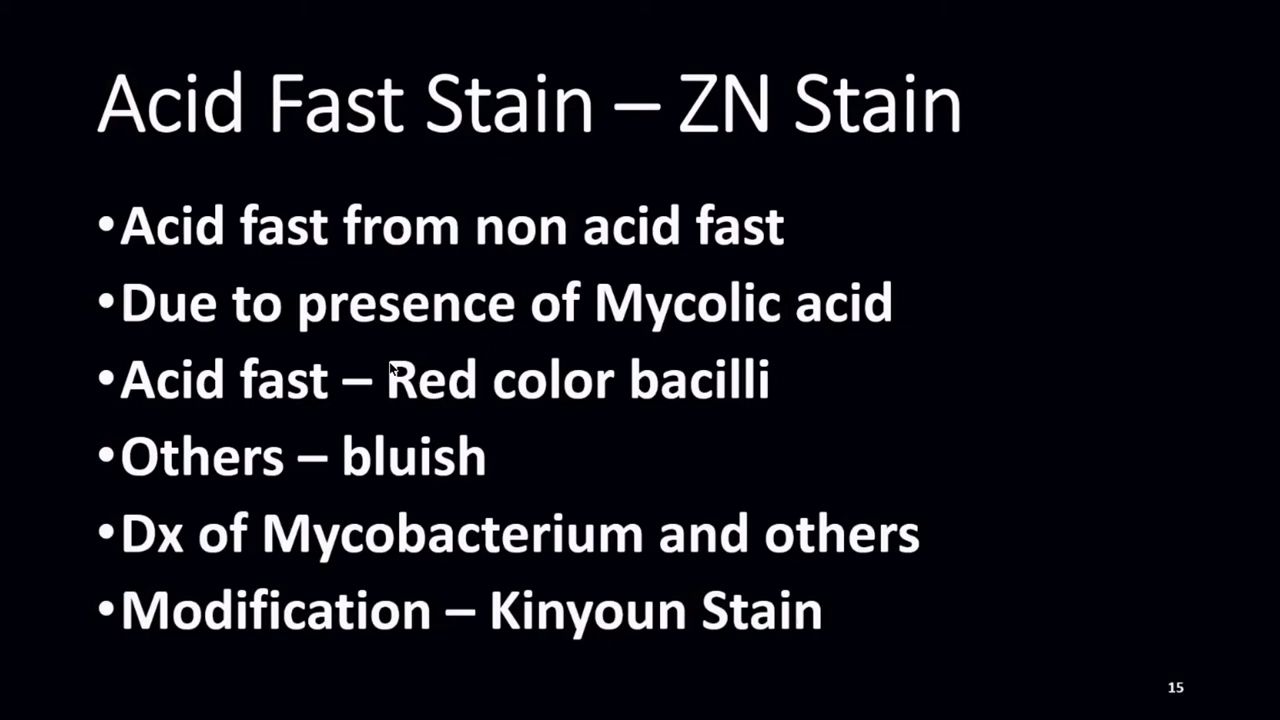 Acid Fast Stain – ZN Stain
•Acid fast from non acid fast
•Due to presence of Mycolic acid
•Acid fast – Red color bacilli
•Others – bluish
•Dx of Mycobacterium and others
•Modification – Kinyoun Stain
15